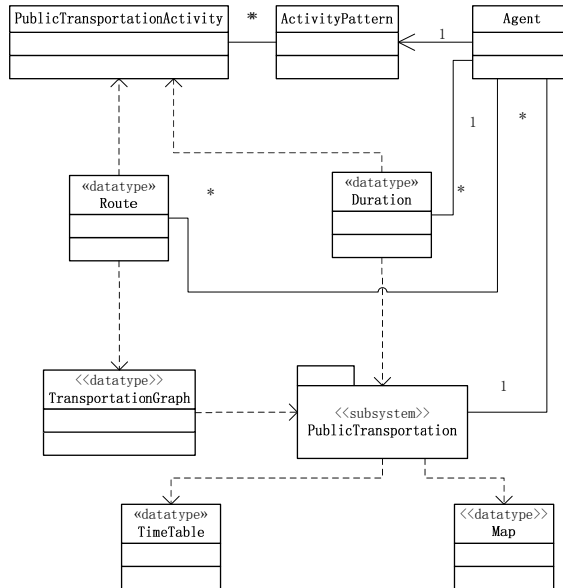 PublicTransportationActivity
**
ActivityPattern
1
Agent
1
*
«datatype»
Route
*
«datatype»
Duration
*
<<datatype>>
TransportationGraph
<<subsystem>>
PublicTransportation
1
«datatype»
TimeTable
<<datatype>>
Map